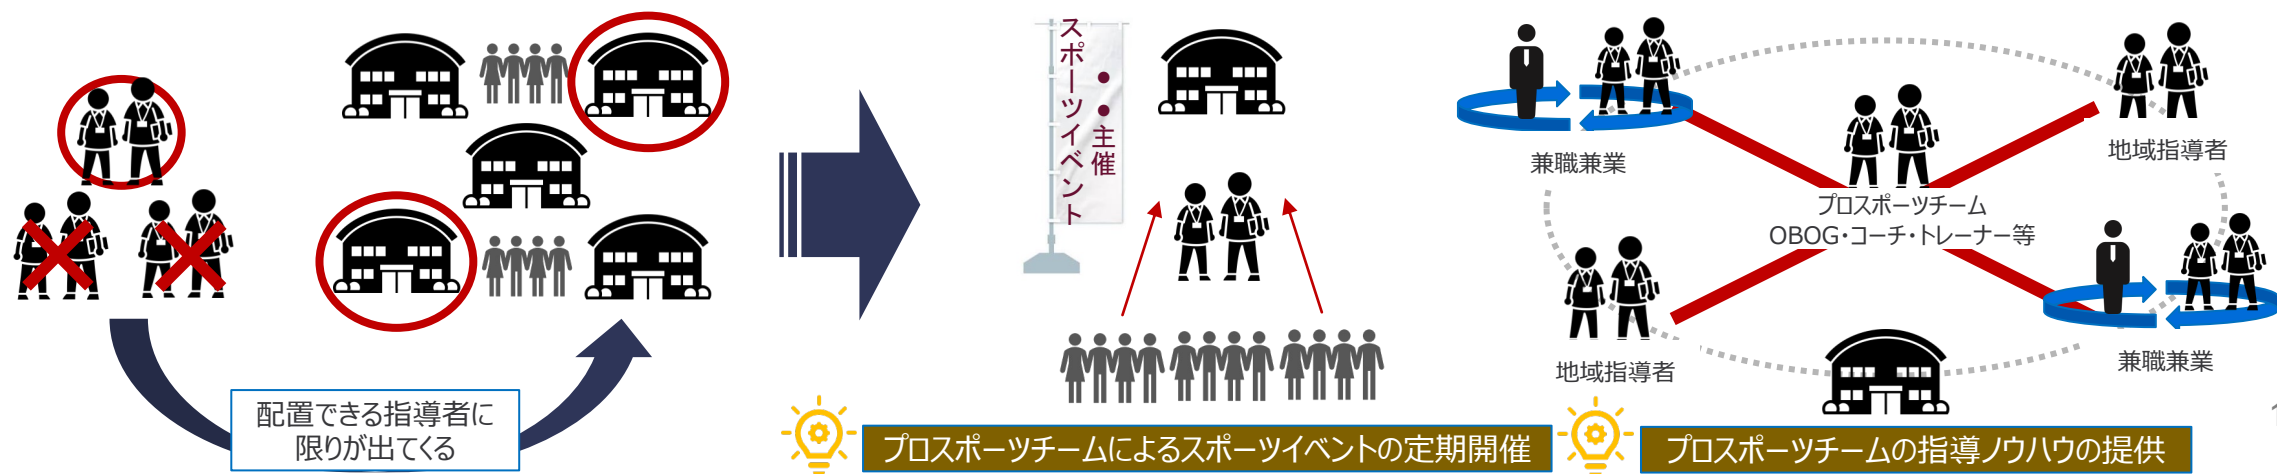 配置できる指導者に
限りが出てくる
●●主催
スポーツイベント
プロスポーツチームによるスポーツイベントの定期開催
兼職兼業
地域指導者
プロスポーツチーム
OBOG・コーチ・トレーナー等
地域指導者
兼職兼業
プロスポーツチームの指導ノウハウの提供